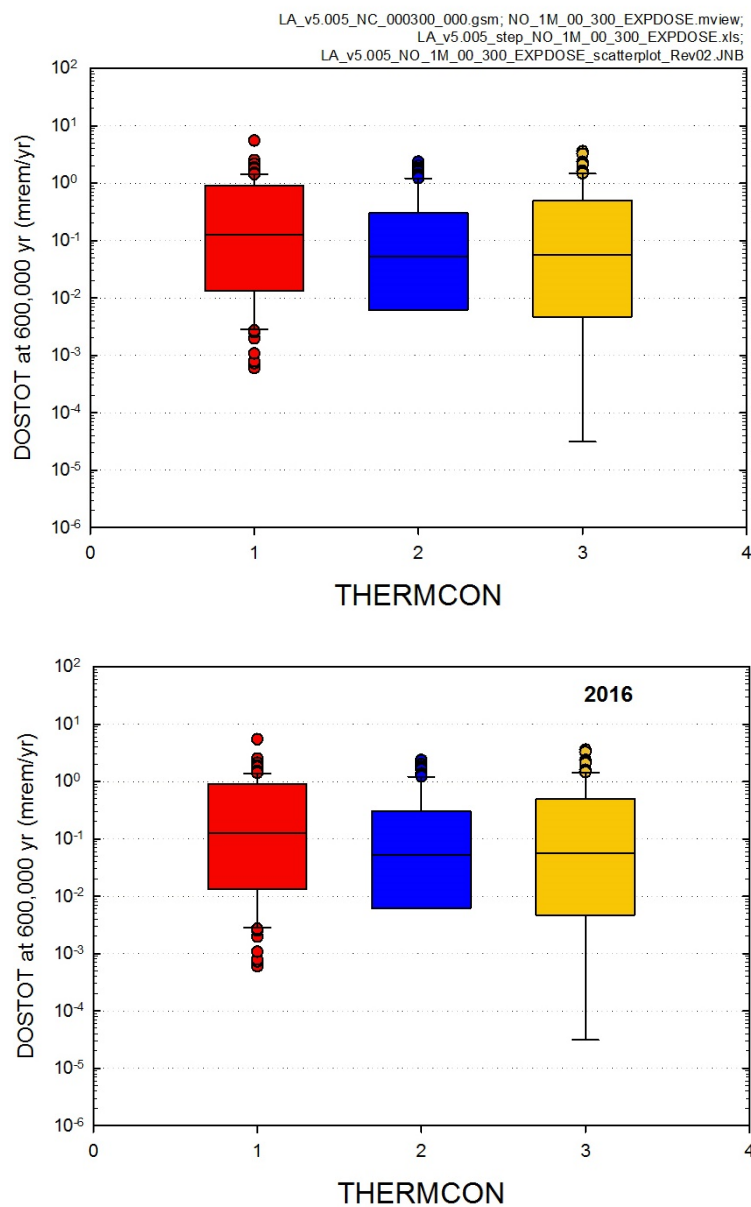 LA_v5.005_NC_000300_000.gsm; NO_1M_00_300_EXPDOSE.mview;
LA_v5.005_step_NO_1M_00_300_EXPDOSE.xls;
LA_v5.005_NO_1M_00_300_EXPDOSE_scatterplot_Rev02.JNB
DOSTOT at 600,000 yr (mrem/yr)
10²
10¹
10⁰
10⁻¹
10⁻²
10⁻³
10⁻⁴
10⁻⁵
10⁻⁶
0 1 2 3 4
THERMCON
2016
DOSTOT at 600,000 yr (mrem/yr)
10²
10¹
10⁰
10⁻¹
10⁻²
10⁻³
10⁻⁴
10⁻⁵
10⁻⁶
0 1 2 3 4
THERMCON